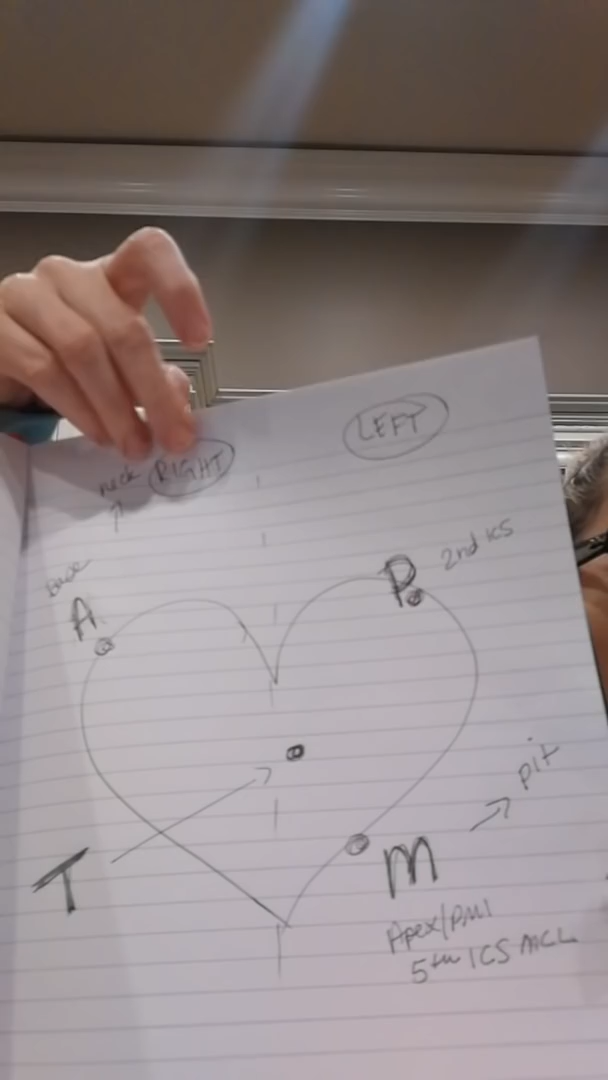 LEFT
neck RIGHT
2nd ICS
base
P
A
pit
M
T
Apex/PMI
5th ICS MCL